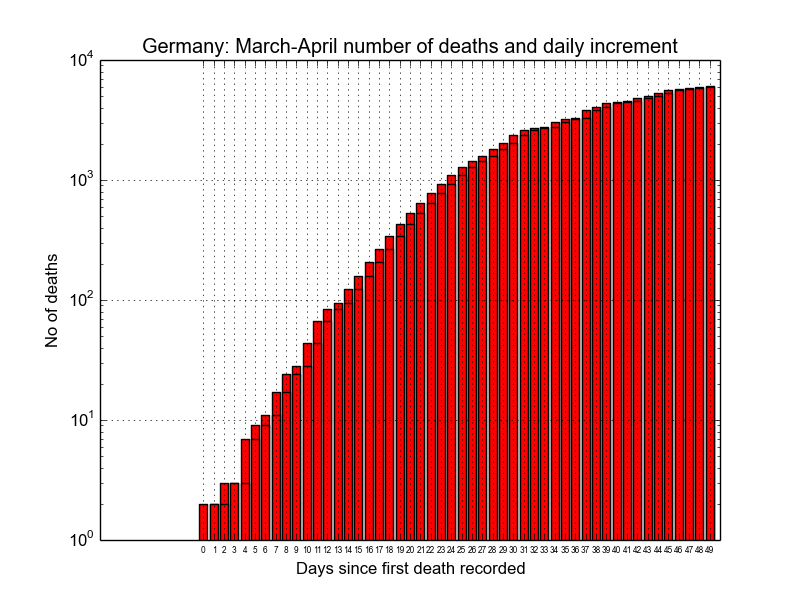 Germany: March-April number of deaths and daily increment
10^4
10^3
10^2
10^1
10^0
No of deaths
0 1 2 3 4 5 6 7 8 9 10 11 12 13 14 15 16 17 18 19 20 21 22 23 24 25 26 27 28 29 30 31 32 33 34 35 36 37 38 39 40 41 42 43 44 45 46 47 48 49
Days since first death recorded